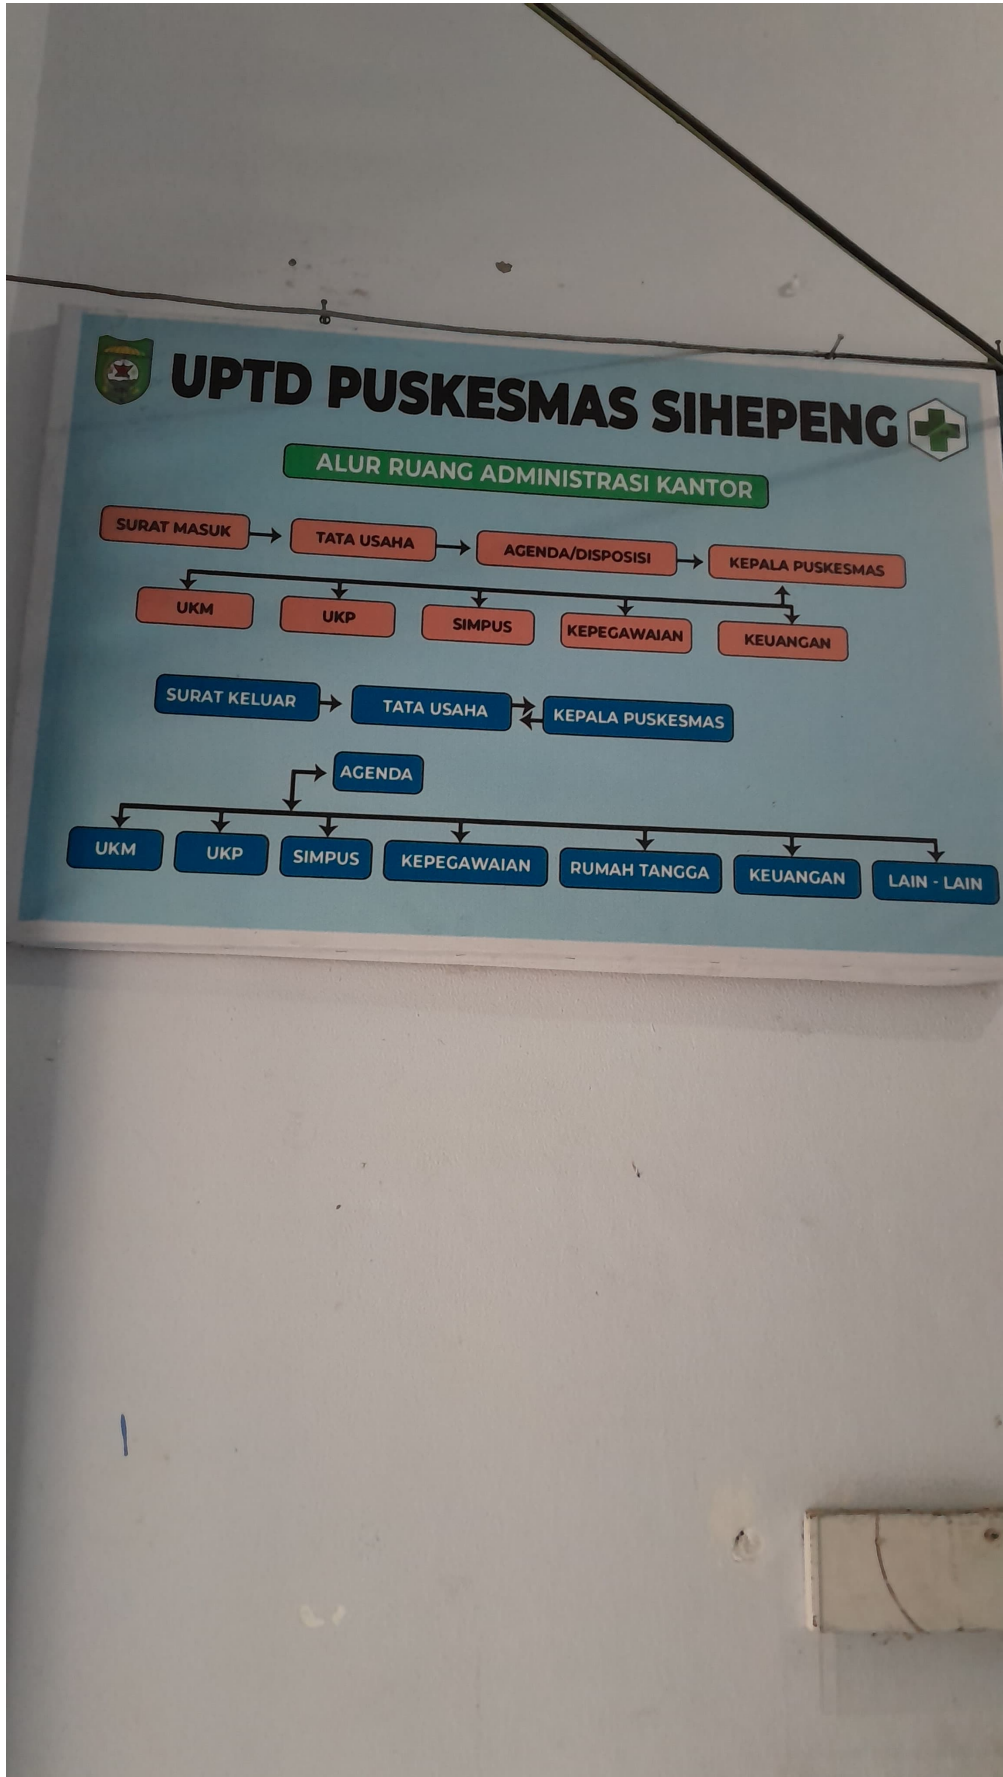 UPTD PUSKESMAS SIHEPENG
ALUR RUANG ADMINISTRASI KANTOR
SURAT MASUK
TATA USAHA
AGENDA/DISPOSISI
KEPALA PUSKESMAS
UKM
UKP
SIMPUS
KEPEGAWAIAN
KEUANGAN
SURAT KELUAR
TATA USAHA
KEPALA PUSKESMAS
AGENDA
UKM
UKP
SIMPUS
KEPEGAWAIAN
RUMAH TANGGA
KEUANGAN
LAIN - LAIN